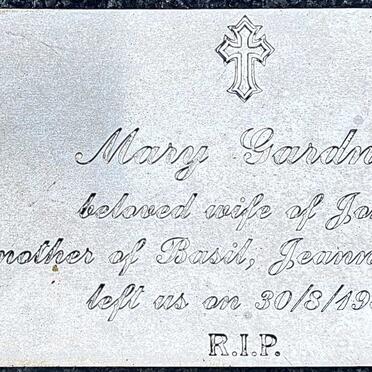 Mary Gardn
beloved wife of Jo
mother of Basil, Jeann
left us on 30/8/19
R.I.P.